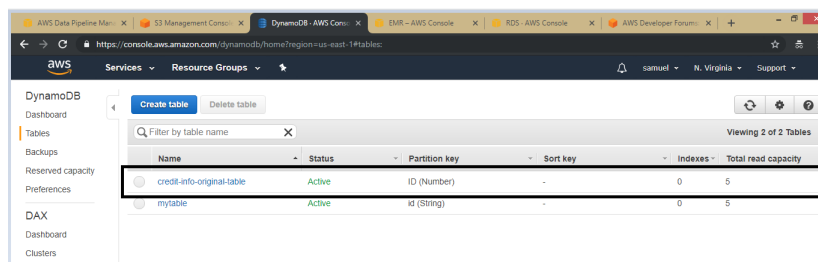 AWS Data Pipeline Mana
S3 Management Consol
DynamoDB · AWS Conso
EMR – AWS Console
RDS - AWS Console
AWS Developer Forums:
https://console.aws.amazon.com/dynamodb/home?region=us-east-1#tables:
aws Services Resource Groups samuel N. Virginia Support
DynamoDB
Dashboard
Tables
Backups
Reserved capacity
Preferences
DAX
Dashboard
Clusters
Create table Delete table
Filter by table name Viewing 2 of 2 Tables
Name Status Partition key Sort key Indexes Total read capacity
credit-info-original-table Active ID (Number) - 0 5
mytable Active id (String) - 0 5